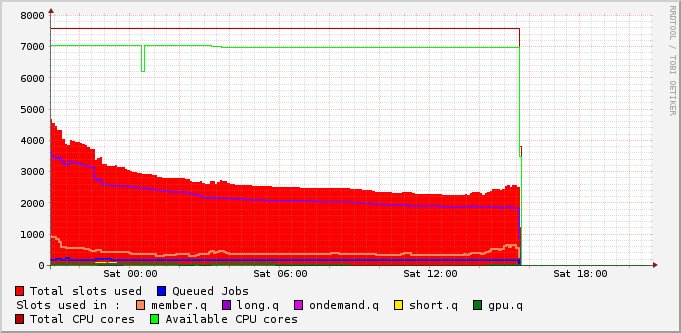 8000
7000
6000
5000
4000
3000
2000
1000
0
Sat 00:00 Sat 06:00 Sat 12:00 Sat 18:00
RRDTOOL / TOBI OETIKER
Total slots used Queued Jobs
Slots used in : member.q long.q ondemand.q short.q gpu.q
Total CPU cores Available CPU cores